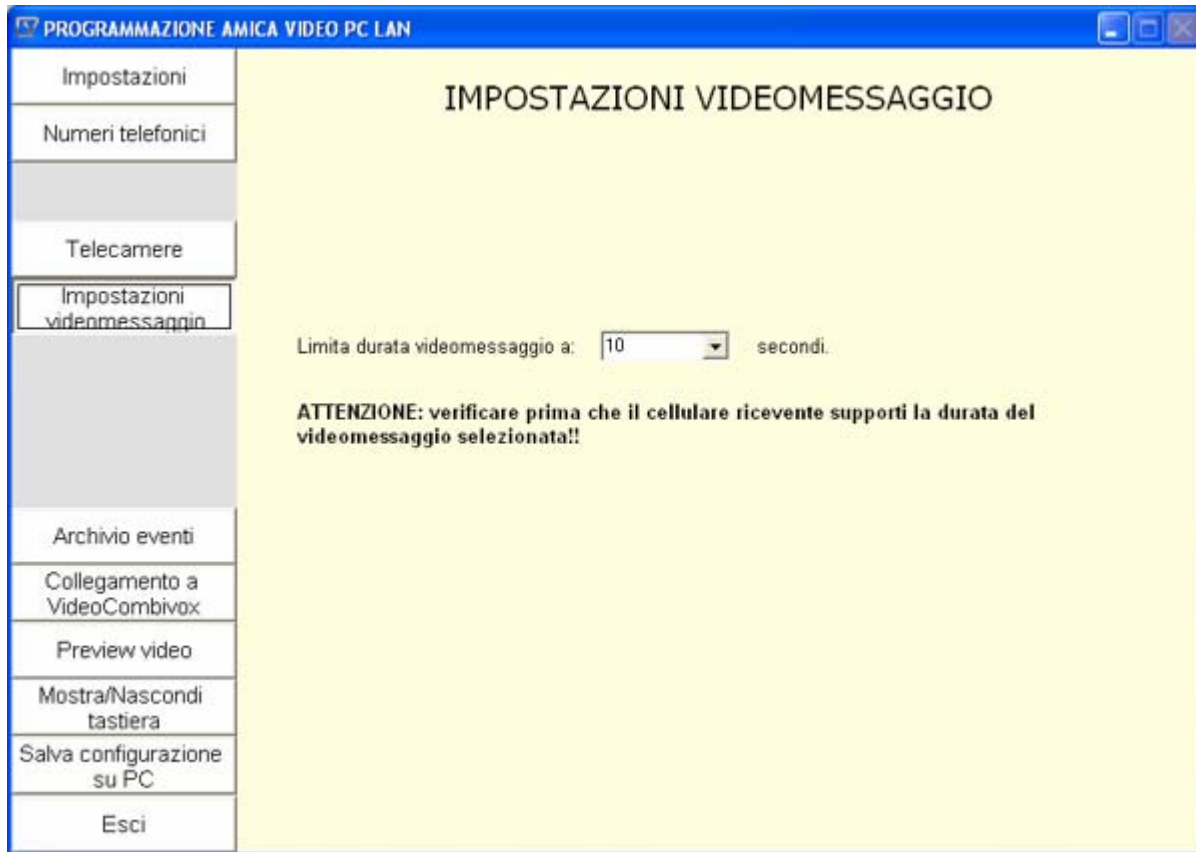 PROGRAMMAZIONE AMICA VIDEO PC LAN
Impostazioni
Numeri telefonici
Telecamere
Impostazioni
videomessaggio
Archivio eventi
Collegamento a
VideoCombivox
Preview video
Mostra/Nascondi
tastiera
Salva configurazione
su PC
Esci
IMPOSTAZIONI VIDEOMESSAGGIO
Limita durata videomessaggio a: 10 secondi.
ATTENZIONE: verificare prima che il cellulare ricevente supporti la durata del
videomessaggio selezionata!!